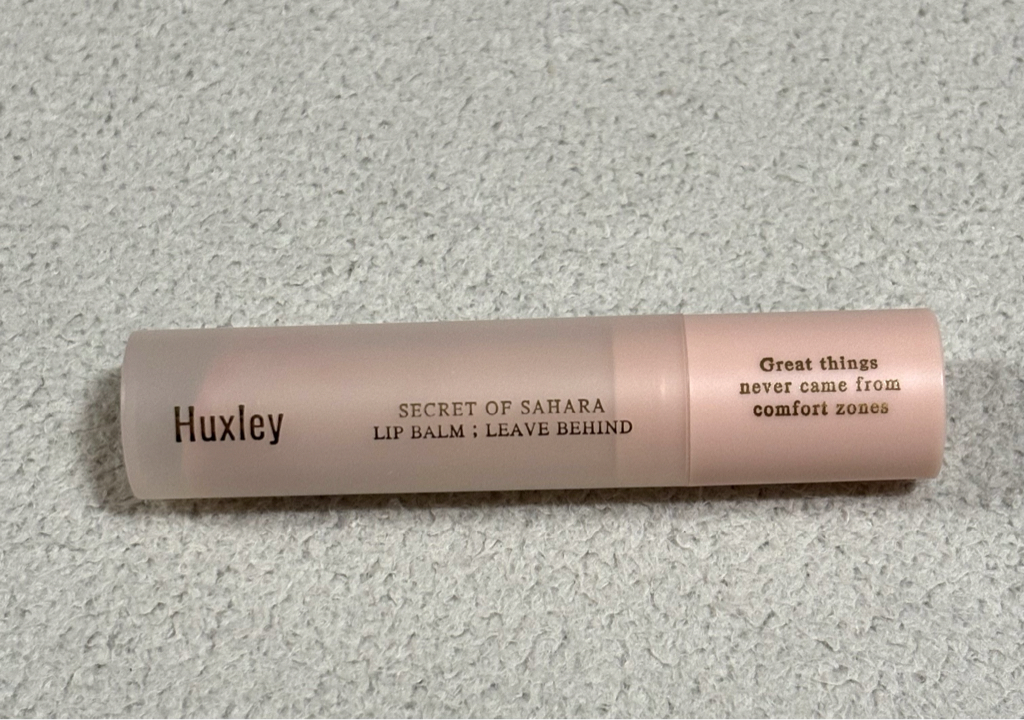 Huxley
SECRET OF SAHARA
LIP BALM ; LEAVE BEHIND
Great things
never came from
comfort zones